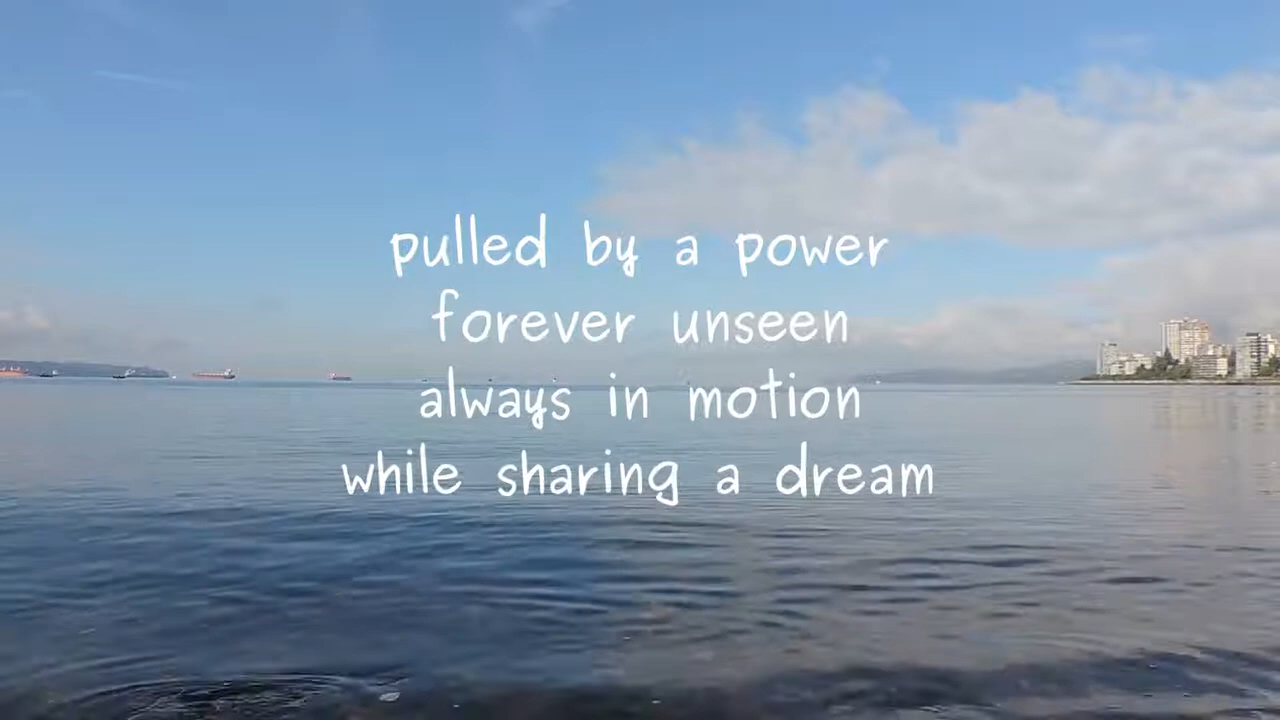 pulled by a power
forever unseen
always in motion
while sharing a dream